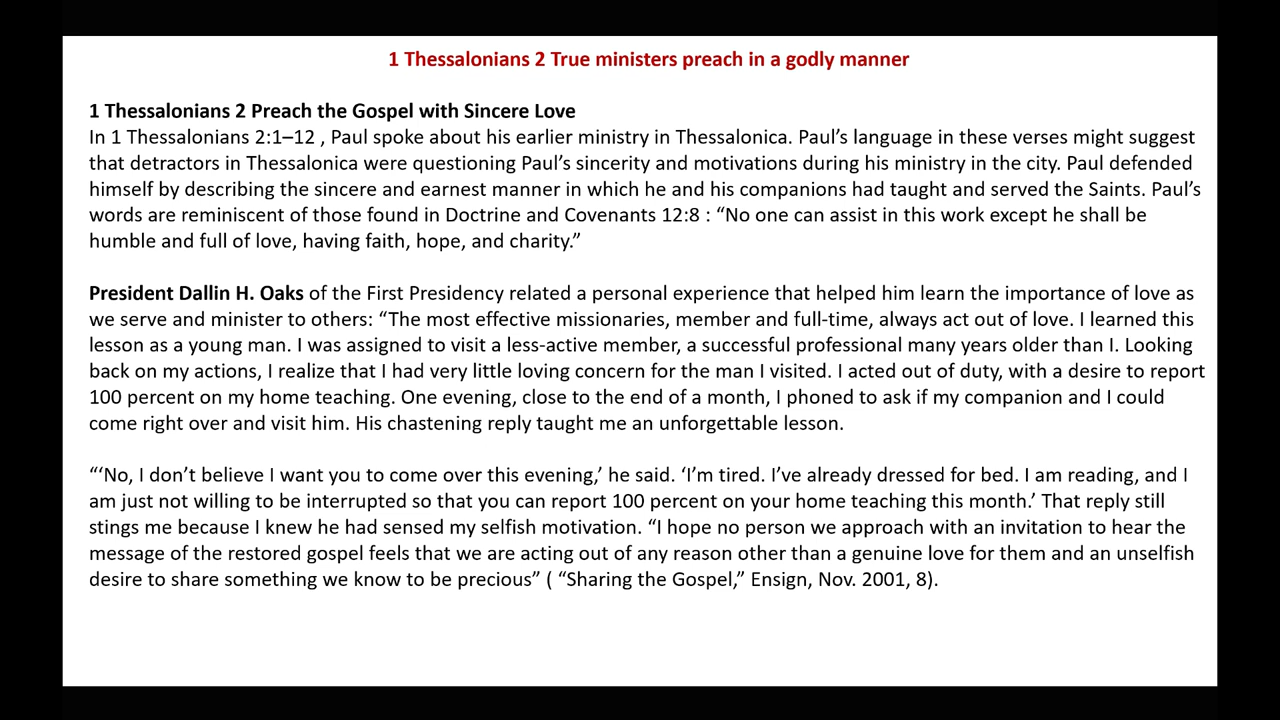 1 Thessalonians 2 True ministers preach in a godly manner
1 Thessalonians 2 Preach the Gospel with Sincere Love
In 1 Thessalonians 2:1–12 , Paul spoke about his earlier ministry in Thessalonica. Paul’s language in these verses might suggest
that detractors in Thessalonica were questioning Paul’s sincerity and motivations during his ministry in the city. Paul defended
himself by describing the sincere and earnest manner in which he and his companions had taught and served the Saints. Paul’s
words are reminiscent of those found in Doctrine and Covenants 12:8 : “No one can assist in this work except he shall be
humble and full of love, having faith, hope, and charity.”
President Dallin H. Oaks of the First Presidency related a personal experience that helped him learn the importance of love as
we serve and minister to others: “The most effective missionaries, member and full-time, always act out of love. I learned this
lesson as a young man. I was assigned to visit a less-active member, a successful professional many years older than I. Looking
back on my actions, I realize that I had very little loving concern for the man I visited. I acted out of duty, with a desire to report
100 percent on my home teaching. One evening, close to the end of a month, I phoned to ask if my companion and I could
come right over and visit him. His chastening reply taught me an unforgettable lesson.
“‘No, I don’t believe I want you to come over this evening,’ he said. ‘I’m tired. I’ve already dressed for bed. I am reading, and I
am just not willing to be interrupted so that you can report 100 percent on your home teaching this month.’ That reply still
stings me because I knew he had sensed my selfish motivation. “I hope no person we approach with an invitation to hear the
message of the restored gospel feels that we are acting out of any reason other than a genuine love for them and an unselfish
desire to share something we know to be precious” ( “Sharing the Gospel,” Ensign, Nov. 2001, 8).